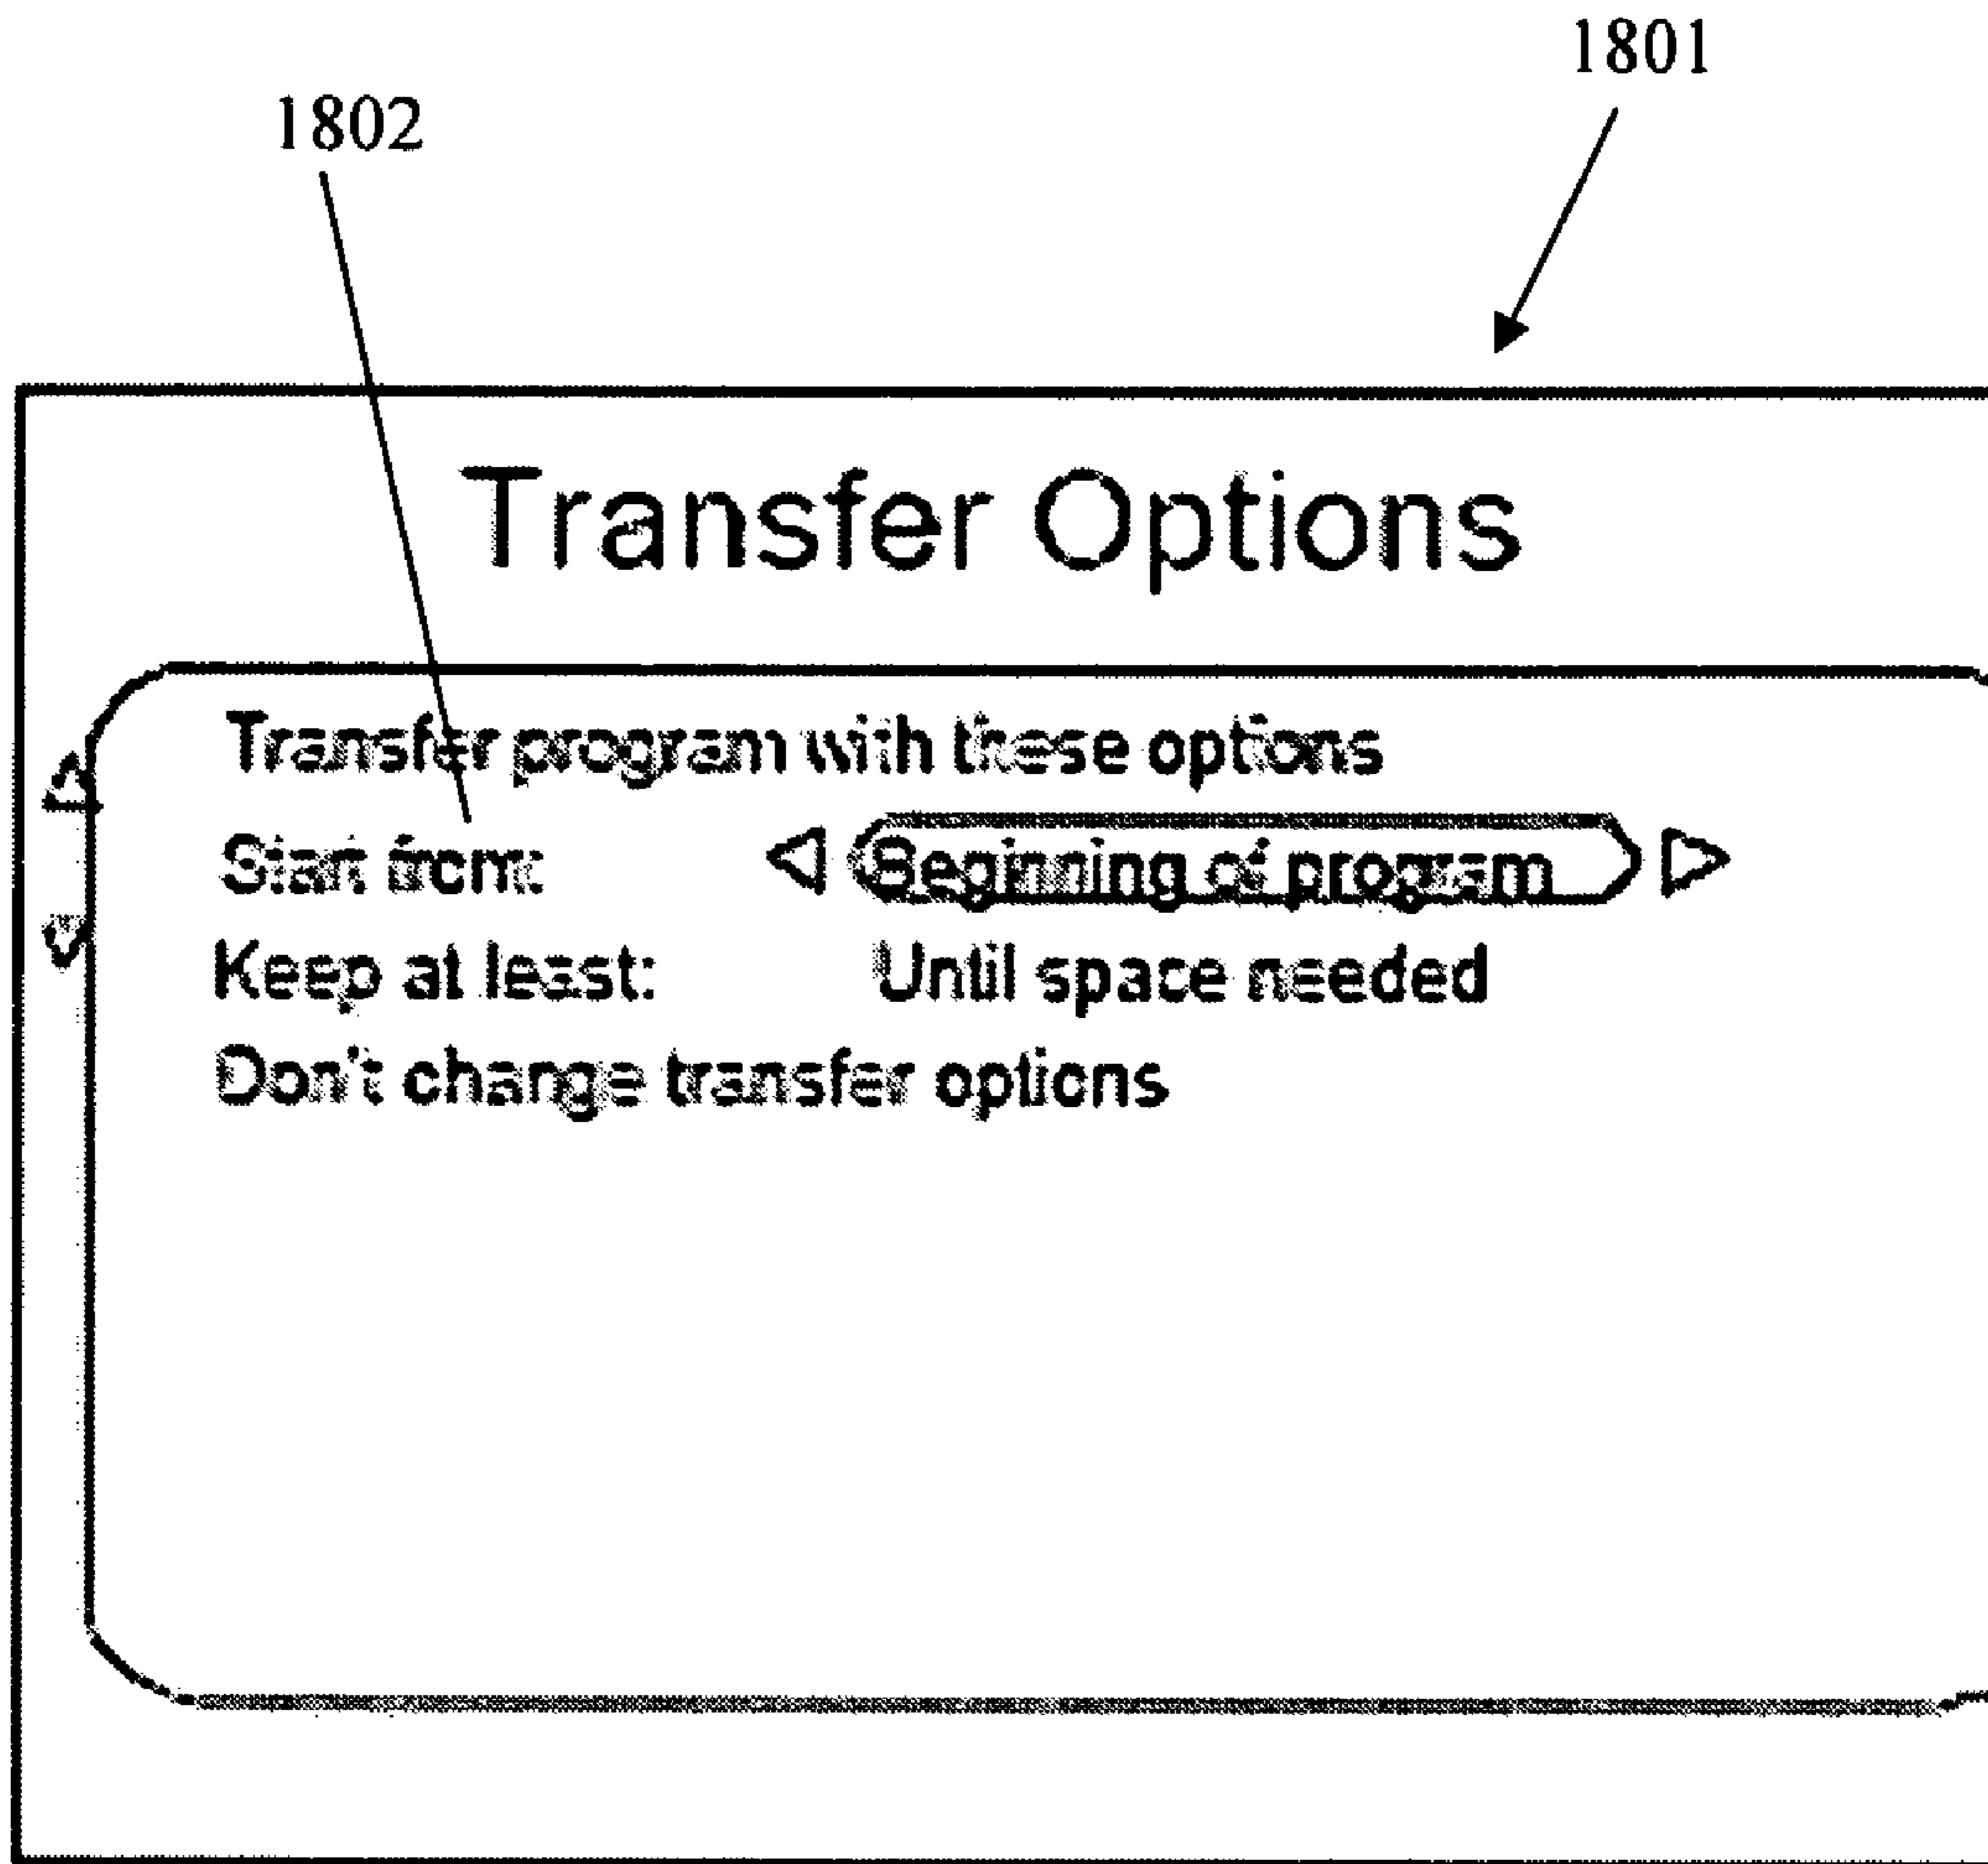 1801
1802
Transfer Options
Transfer program with these options
Start from: Beginning of program
Keep at least: Until space needed
Don't change transfer options